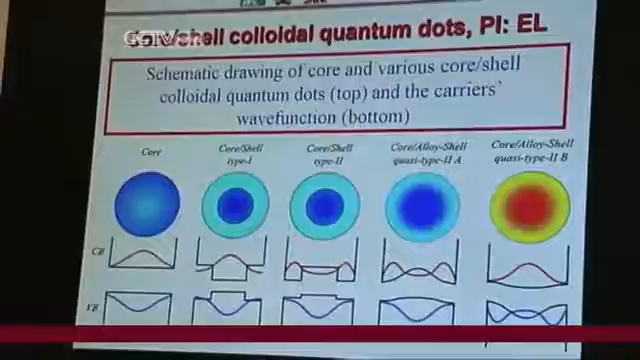 CCTV
Core/shell colloidal quantum dots, PI: EL
Schematic drawing of core and various core/shell
colloidal quantum dots (top) and the carriers'
wavefunction (bottom)
Core
Core/Shell
type-I
Core/Shell
type-II
Core/Alloy-Shell
quasi-type-II A
Core/Alloy-Shell
quasi-type-II B
CB
VB